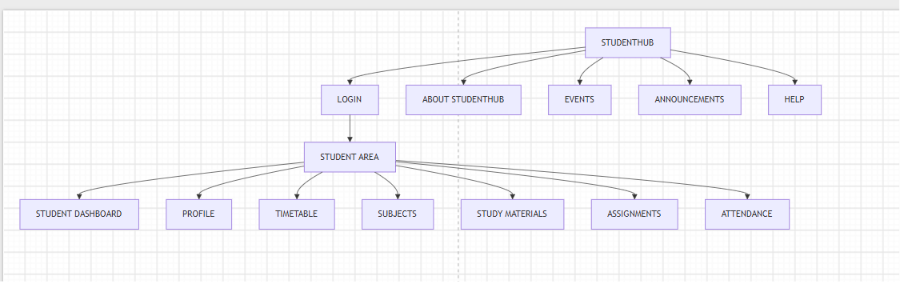 STUDENTHUB
LOGIN
ABOUT STUDENTHUB
EVENTS
ANNOUNCEMENTS
HELP
STUDENT AREA
STUDENT DASHBOARD
PROFILE
TIMETABLE
SUBJECTS
STUDY MATERIALS
ASSIGNMENTS
ATTENDANCE